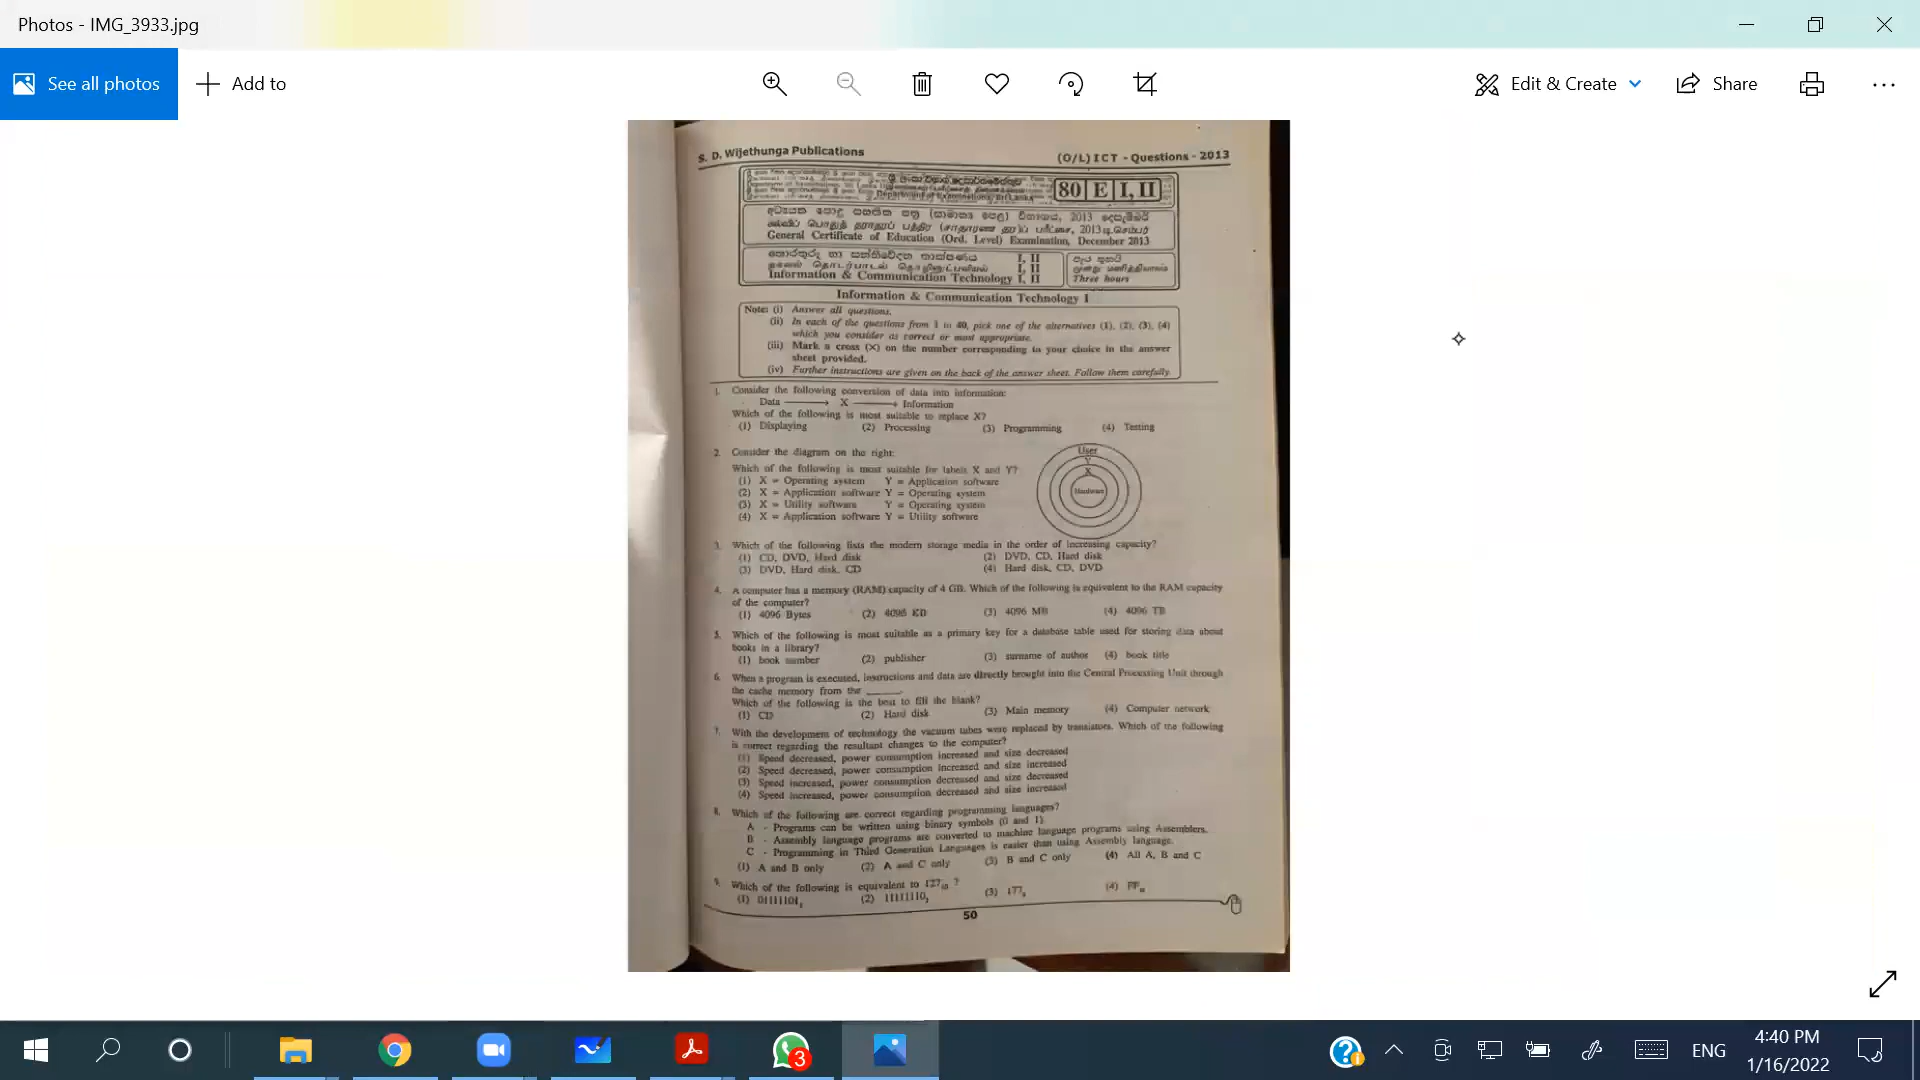 Photos - IMG_3933.jpg
See all photos
Add to
Edit & Create
Share
S. D. Wijethunga Publications
(O/L) ICT - Questions - 2013
80 E I, II
General Certificate of Education (Ord. Level) Examination, December 2013
Information & Communication Technology I, II
Three hours
Information & Communication Technology I
Note: (i) Answer all questions.
(ii) In each of the questions from 1 to 40, pick one of the alternatives (1), (2), (3), (4)
which you consider as correct or most appropriate.
(iii) Mark a cross (X) on the number corresponding to your choice in the answer
sheet provided.
(iv) Further instructions are given on the back of the answer sheet. Follow them carefully.
1. Consider the following conversion of data into information:
Data → X → Information
Which of the following is most suitable to replace X?
(1) Displaying (2) Processing (3) Programming (4) Testing
2. Consider the diagram on the right:
Which of the following is most suitable for labels X and Y?
(1) X = Operating system Y = Application software
(2) X = Application software Y = Operating system
(3) X = Utility software Y = Operating system
(4) X = Application software Y = Utility software
User
Y
X
Hardware
3. Which of the following lists the modern storage media in the order of increasing capacity?
(1) CD, DVD, Hard disk (2) DVD, CD, Hard disk
(3) DVD, Hard disk, CD (4) Hard disk, CD, DVD
4. A computer has a memory (RAM) capacity of 4 GB. Which of the following is equivalent to the RAM capacity
of the computer?
(1) 4096 Bytes (2) 4096 KB (3) 4096 MB (4) 4096 TB
5. Which of the following is most suitable as a primary key for a database table used for storing data about
books in a library?
(1) book number (2) publisher (3) surname of author (4) book title
6. When a program is executed, instructions and data are directly brought into the Central Processing Unit through
the cache memory from the ______.
Which of the following is the best to fill the blank?
(1) CD (2) Hard disk (3) Main memory (4) Computer network
7. With the development of technology the vacuum tubes were replaced by transistors. Which of the following
is correct regarding the resultant changes to the computer?
(1) Speed decreased, power consumption increased and size decreased
(2) Speed decreased, power consumption increased and size increased
(3) Speed increased, power consumption decreased and size decreased
(4) Speed increased, power consumption decreased and size increased
8. Which of the following are correct regarding programming languages?
A - Programs can be written using binary symbols (0 and 1).
B - Assembly language programs are converted to machine language programs using Assemblers.
C - Programming in Third Generation Languages is easier than using Assembly language.
(1) A and B only (2) A and C only (3) B and C only (4) All A, B and C
9. Which of the following is equivalent to 127₁₀ ?
(1) 01111101₂ (2) 11111110₂ (3) 177₈ (4) FF₁₆
50
3
ENG
4:40 PM
1/16/2022